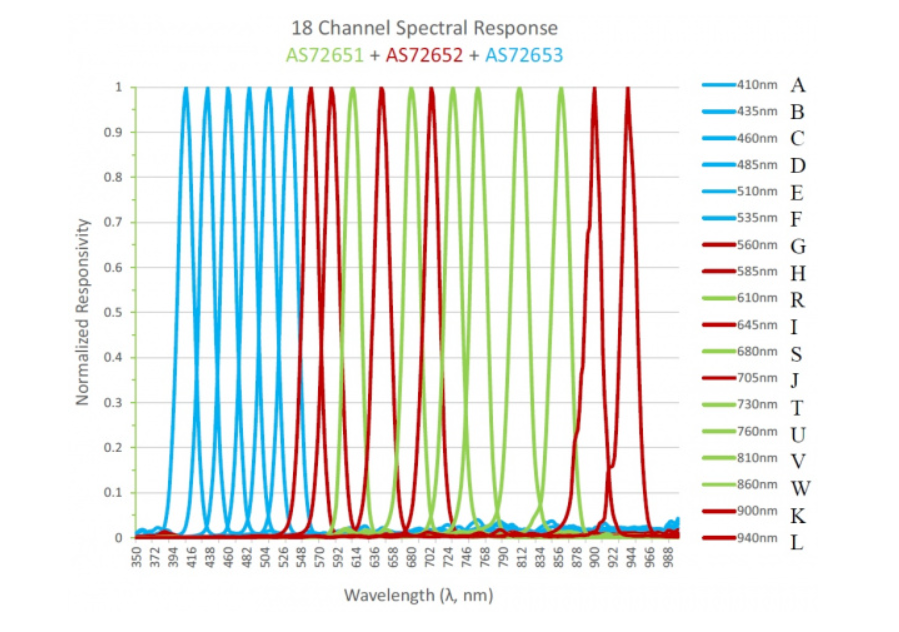 18 Channel Spectral Response
AS72651 + AS72652 + AS72653
Normalized Responsivity
1
0.9
0.8
0.7
0.6
0.5
0.4
0.3
0.2
0.1
0
350 372 394 416 438 460 482 504 526 548 570 592 614 636 658 680 702 724 746 768 790 812 834 856 878 900 922 944 966 988
Wavelength (λ, nm)
410nm A
435nm B
460nm C
485nm D
510nm E
535nm F
560nm G
585nm H
610nm R
645nm I
680nm S
705nm J
730nm T
760nm U
810nm V
860nm W
900nm K
940nm L